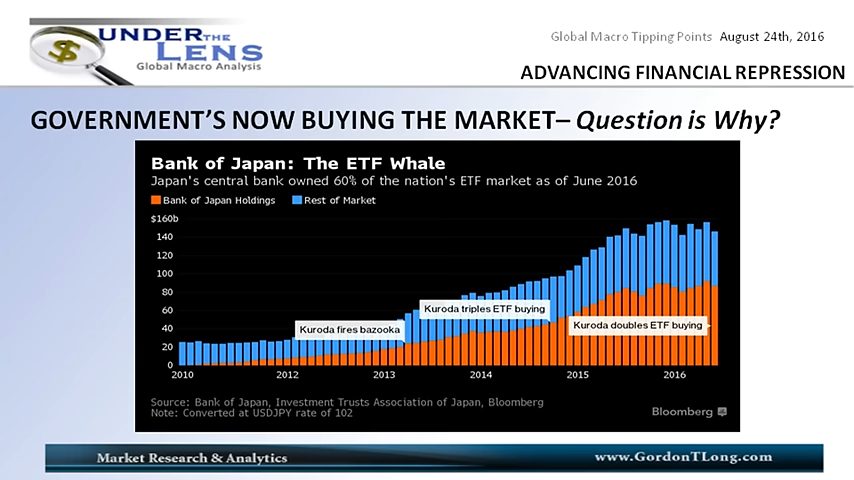 UNDER THE
LENS
Global Macro Analysis
Global Macro Tipping Points August 24th, 2016
ADVANCING FINANCIAL REPRESSION
GOVERNMENT'S NOW BUYING THE MARKET– Question is Why?
Bank of Japan: The ETF Whale
Japan's central bank owned 60% of the nation's ETF market as of June 2016
Bank of Japan Holdings Rest of Market
$160b
140
120
100
80
60
40
20
0
Kuroda fires bazooka
Kuroda triples ETF buying
Kuroda doubles ETF buying
2010 2012 2013 2014 2015 2016
Source: Bank of Japan, Investment Trusts Association of Japan, Bloomberg
Note: Converted at USDJPY rate of 102
Bloomberg
Market Research & Analytics
www.GordonTLong.com